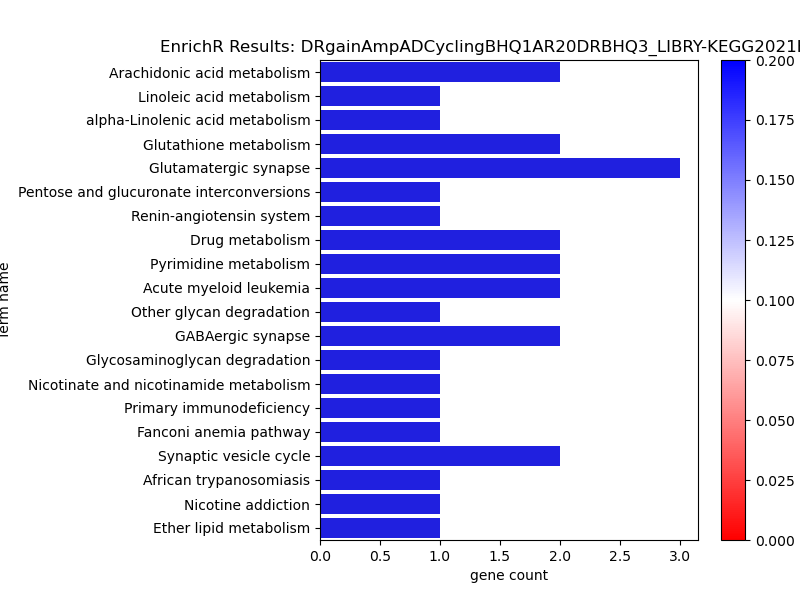 EnrichR Results: DRgainAmpADCyclingBHQ1AR20DRBHQ3_LIBRY-KEGG2021
Arachidonic acid metabolism
Linoleic acid metabolism
alpha-Linolenic acid metabolism
Glutathione metabolism
Glutamatergic synapse
Pentose and glucuronate interconversions
Renin-angiotensin system
Drug metabolism
Pyrimidine metabolism
Acute myeloid leukemia
Other glycan degradation
GABAergic synapse
Glycosaminoglycan degradation
Nicotinate and nicotinamide metabolism
Primary immunodeficiency
Fanconi anemia pathway
Synaptic vesicle cycle
African trypanosomiasis
Nicotine addiction
Ether lipid metabolism
name
0.0 0.5 1.0 1.5 2.0 2.5 3.0
gene count
0.200
0.175
0.150
0.125
0.100
0.075
0.050
0.025
0.000